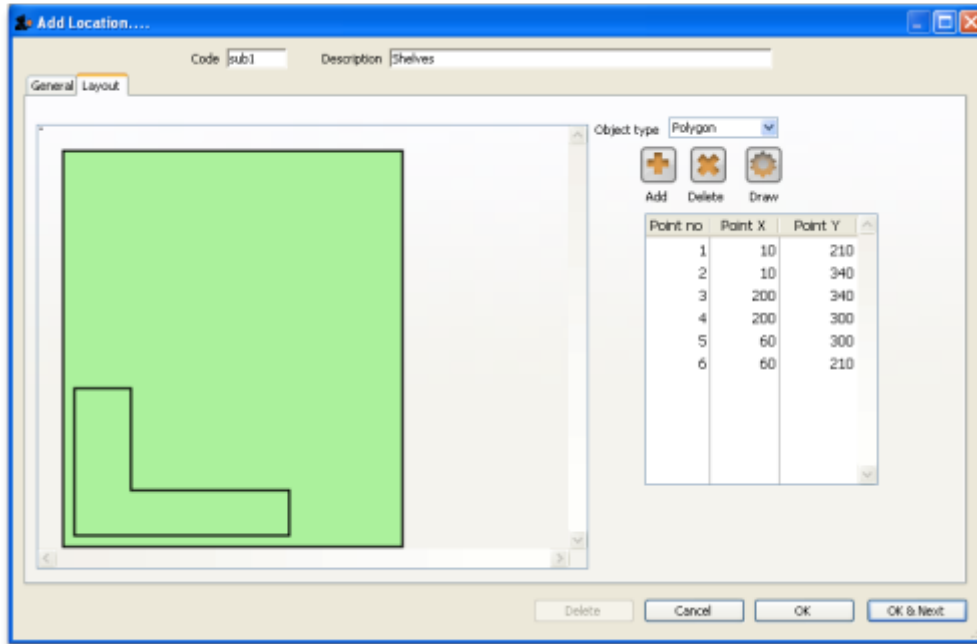 Add Location....
Code sub1 Description Shelves
General Layout
Object type Polygon
Add Delete Draw
Point no Point X Point Y
1 10 210
2 10 340
3 200 340
4 200 300
5 60 300
6 60 210
Delete Cancel OK OK & Next